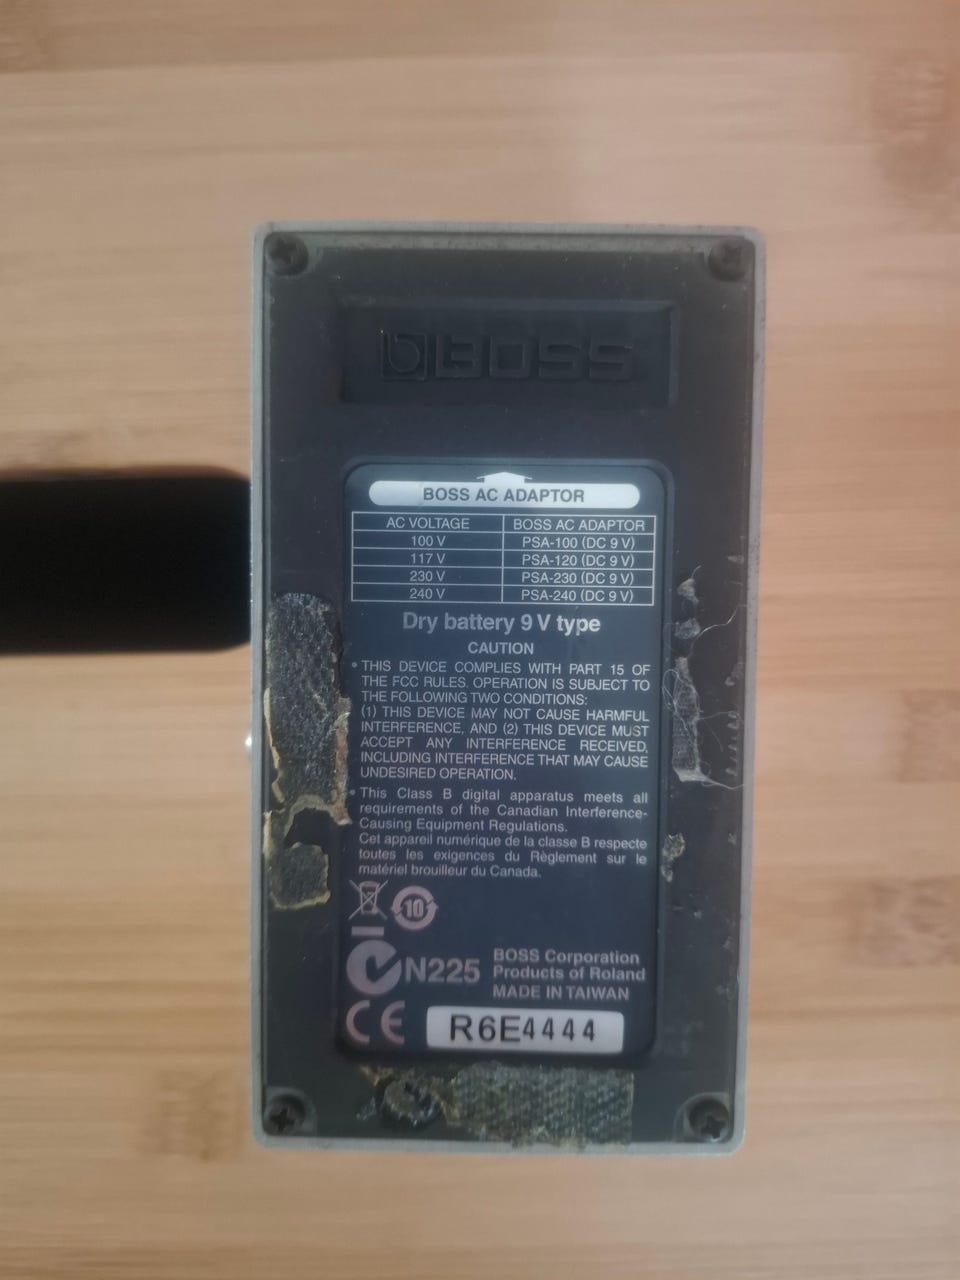 BOSS
BOSS AC ADAPTOR
AC VOLTAGE BOSS AC ADAPTOR
100 V PSA-100 (DC 9 V)
117 V PSA-120 (DC 9 V)
230 V PSA-230 (DC 9 V)
240 V PSA-240 (DC 9 V)
Dry battery 9 V type
CAUTION
• THIS DEVICE COMPLIES WITH PART 15 OF
THE FCC RULES. OPERATION IS SUBJECT TO
THE FOLLOWING TWO CONDITIONS:
(1) THIS DEVICE MAY NOT CAUSE HARMFUL
INTERFERENCE, AND (2) THIS DEVICE MUST
ACCEPT ANY INTERFERENCE RECEIVED,
INCLUDING INTERFERENCE THAT MAY CAUSE
UNDESIRED OPERATION.
• This Class B digital apparatus meets all
requirements of the Canadian Interference-
Causing Equipment Regulations.
Cet appareil numérique de la classe B respecte
toutes les exigences du Règlement sur le
matériel brouilleur du Canada.
10
N225
BOSS Corporation
Products of Roland
MADE IN TAIWAN
CE
R6E4444